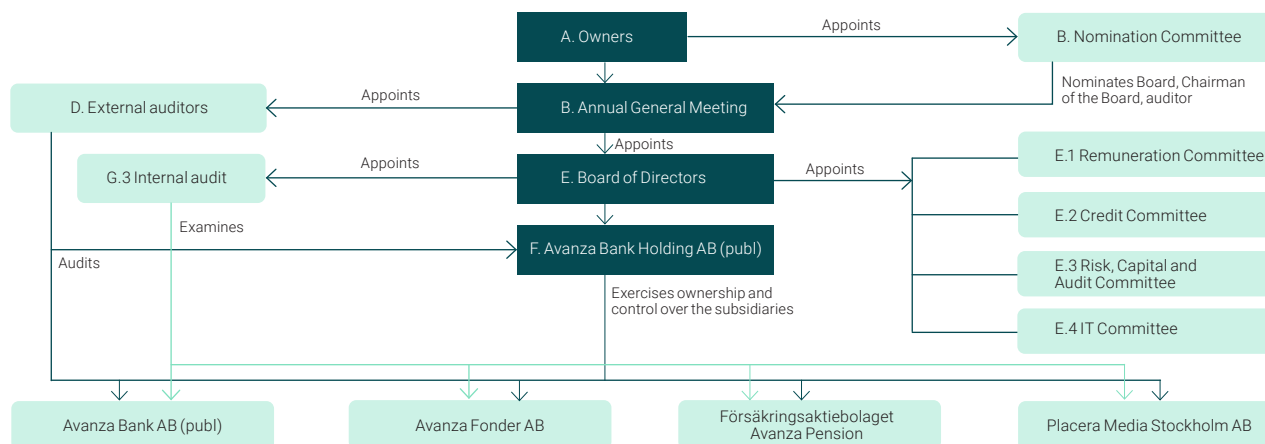 A. Owners
Appoints
B. Nomination Committee
Nominates Board, Chairman
of the Board, auditor
D. External auditors
Appoints
B. Annual General Meeting
Appoints
G.3 Internal audit
Appoints
E. Board of Directors
Appoints
E.1 Remuneration Committee
E.2 Credit Committee
E.3 Risk, Capital and
Audit Committee
E.4 IT Committee
Examines
Audits
F. Avanza Bank Holding AB (publ)
Exercises ownership and
control over the subsidiaries
Avanza Bank AB (publ)
Avanza Fonder AB
Försäkringsaktiebolaget
Avanza Pension
Placera Media Stockholm AB